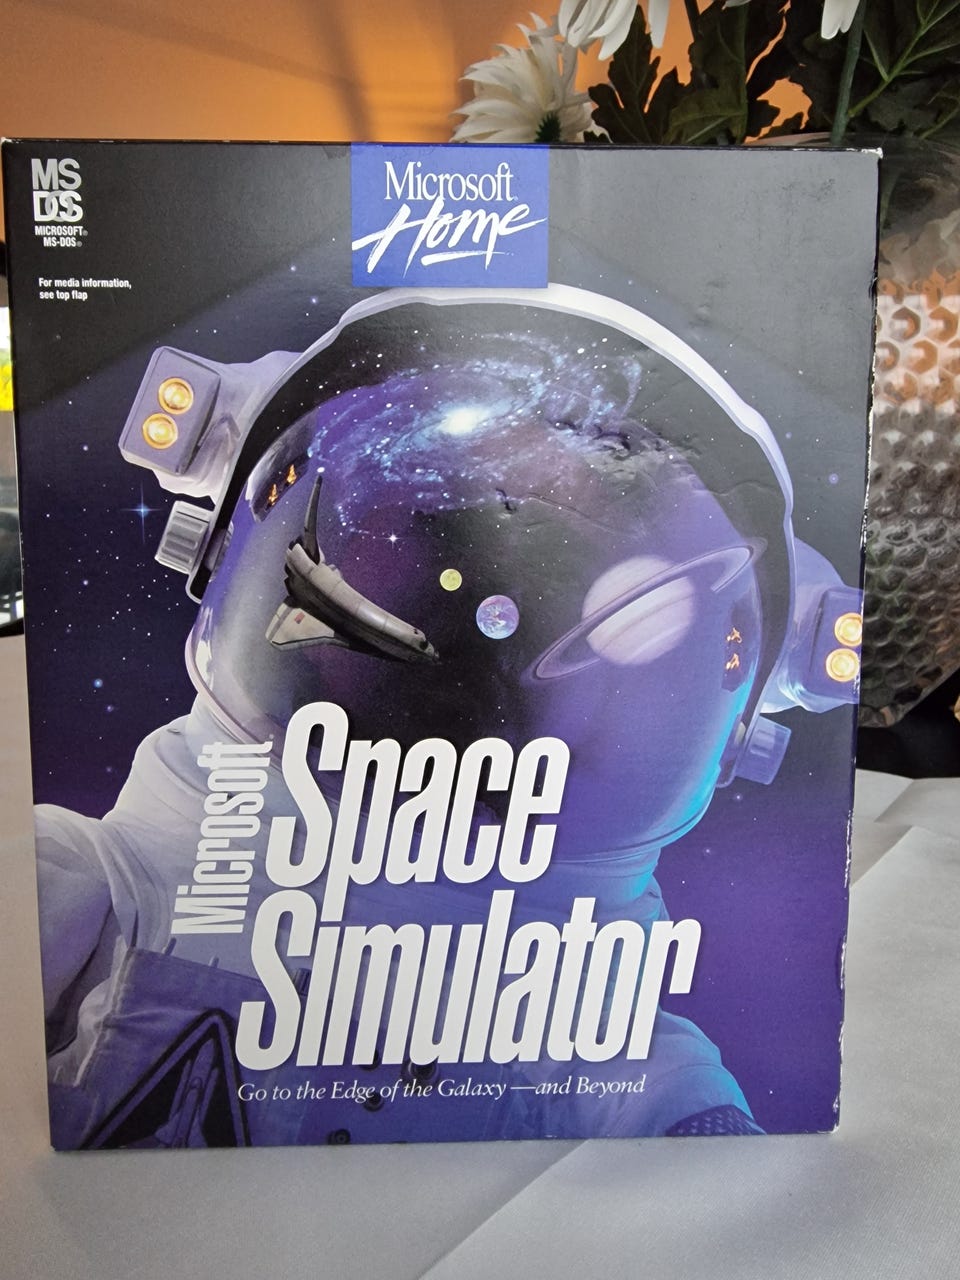 MS
DOS
MICROSOFT®
MS-DOS®
For media information,
see top flap
Microsoft®
Home
Microsoft®
Space
Simulator
Go to the Edge of the Galaxy—and Beyond